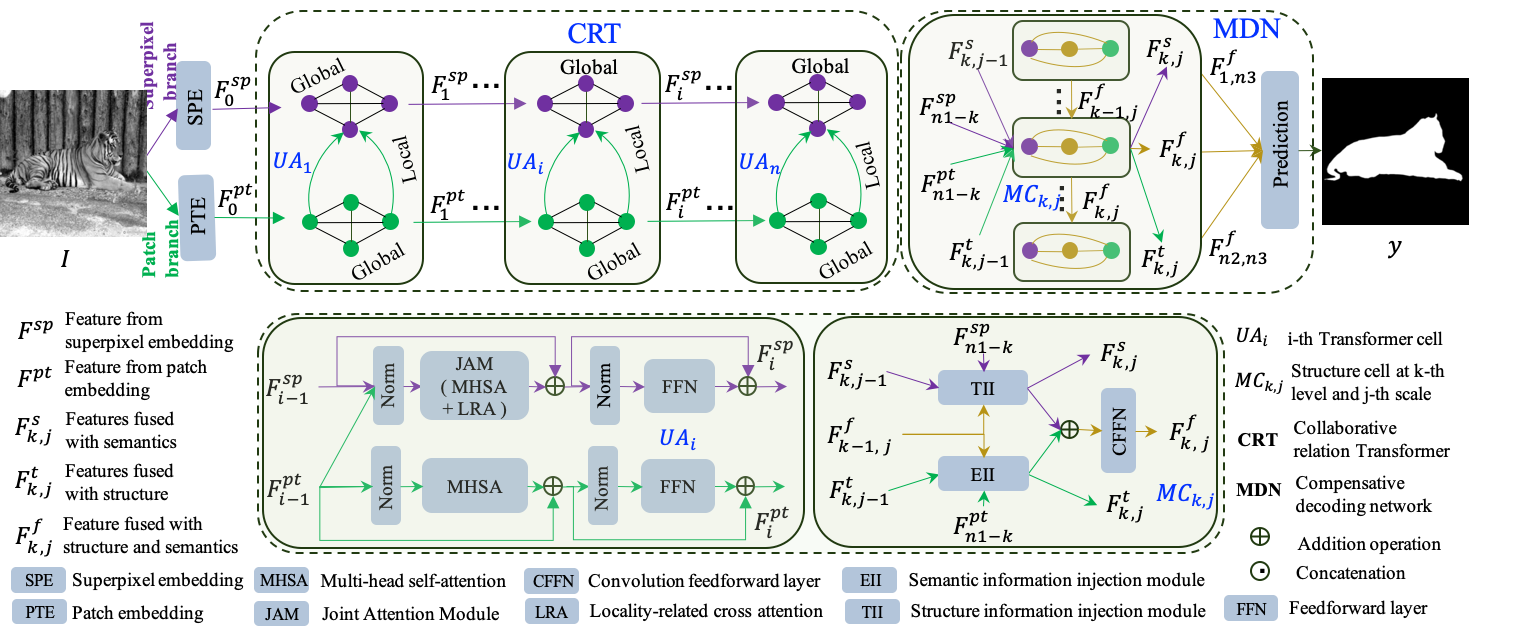 CRT
MDN
Superpixel
branch
SPE
F_0^{sp}
Global
F_1^{sp} ...
Global
F_i^{sp} ...
Global
UA_1
Local
UA_i
Local
UA_n
Local
PTE
F_0^{pt}
Patch
branch
F_1^{pt} ...
F_i^{pt} ...
Global
Global
Global
I
F_{k,j-1}^s
F_{n1-k}^{sp}
F_{n1-k}^{pt}
F_{k,j-1}^t
F_{k-1,j}^f
MC_{k,j}
F_{k,j}^f
F_{k,j}^s
F_{k,j}^f
F_{k,j}^t
F_{1,n3}^f
F_{n2,n3}^f
Prediction
y
F^{sp} Feature from
superpixel embedding
F^{pt} Feature from patch
embedding
F_{k,j}^s Features fused
with semantics
F_{k,j}^t Features fused
with structure
F_{k,j}^f Feature fused with
structure and semantics
F_{i-1}^{sp}
Norm
JAM
( MHSA
+ LRA )
Norm
FFN
F_i^{sp}
UA_i
F_{i-1}^{pt}
Norm
MHSA
Norm
FFN
F_i^{pt}
F_{n1-k}^{sp}
F_{k,j-1}^s
TII
F_{k,j}^s
F_{k-1,j}^f
CFFN
F_{k,j}^f
F_{k,j-1}^t
EII
F_{k,j}^t
MC_{k,j}
F_{n1-k}^{pt}
UA_i i-th Transformer cell
MC_{k,j} Structure cell at k-th
level and j-th scale
CRT Collaborative
relation Transformer
MDN Compensative
decoding network
Addition operation
Concatenation
SPE Superpixel embedding MHSA Multi-head self-attention CFFN Convolution feedforward layer EII Semantic information injection module
PTE Patch embedding JAM Joint Attention Module LRA Locality-related cross attention TII Structure information injection module FFN Feedforward layer